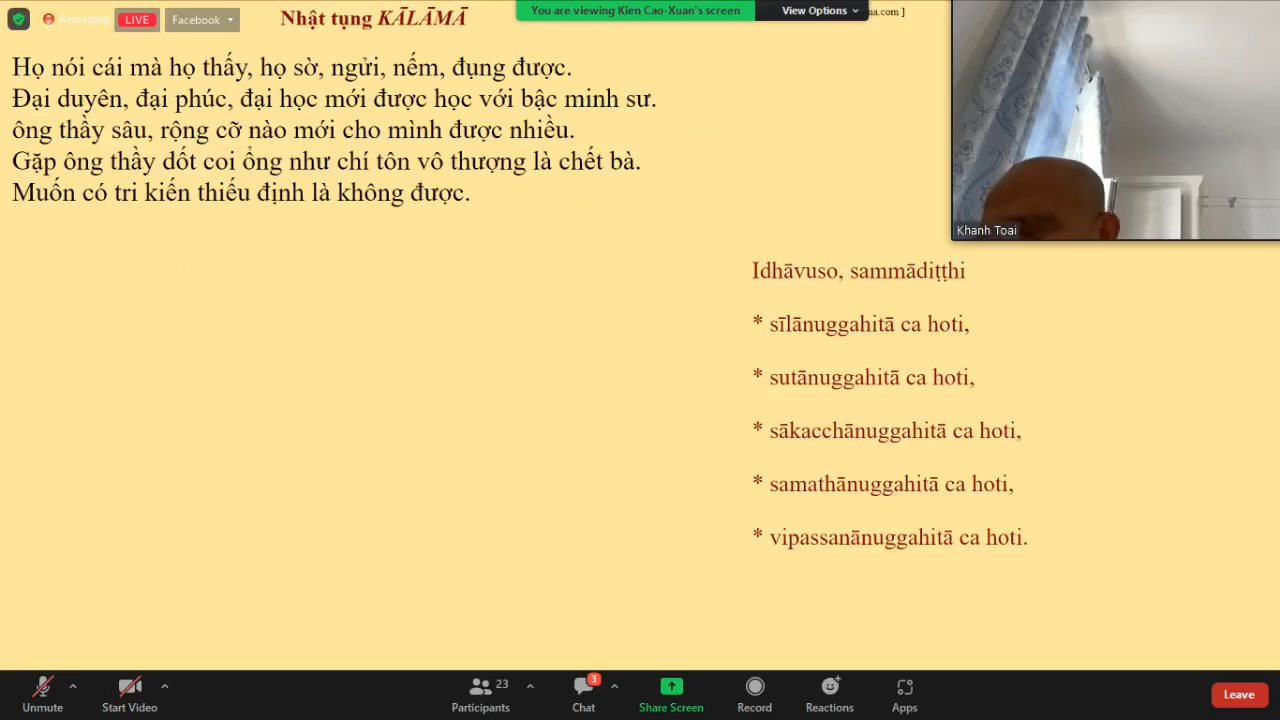 Recording
LIVE
Facebook
Nhật tụng KĀLĀMĀ
You are viewing Kien Cao-Xuan's screen
View Options
a.com ]
Họ nói cái mà họ thấy, họ sờ, ngửi, nếm, đụng được.
Đại duyên, đại phúc, đại học mới được học với bậc minh sư.
ông thầy sâu, rộng cỡ nào mới cho mình được nhiều.
Gặp ông thầy dốt coi ổng như chí tôn vô thượng là chết bà.
Muốn có tri kiến thiếu định là không được.
Khanh Toai
Idhāvuso, sammādiṭṭhi
* sīlānuggahitā ca hoti,
* sutānuggahitā ca hoti,
* sākacchānuggahitā ca hoti,
* samathānuggahitā ca hoti,
* vipassanānuggahitā ca hoti.
23
3
Unmute
Start Video
Participants
Chat
Share Screen
Record
Reactions
Apps
Leave